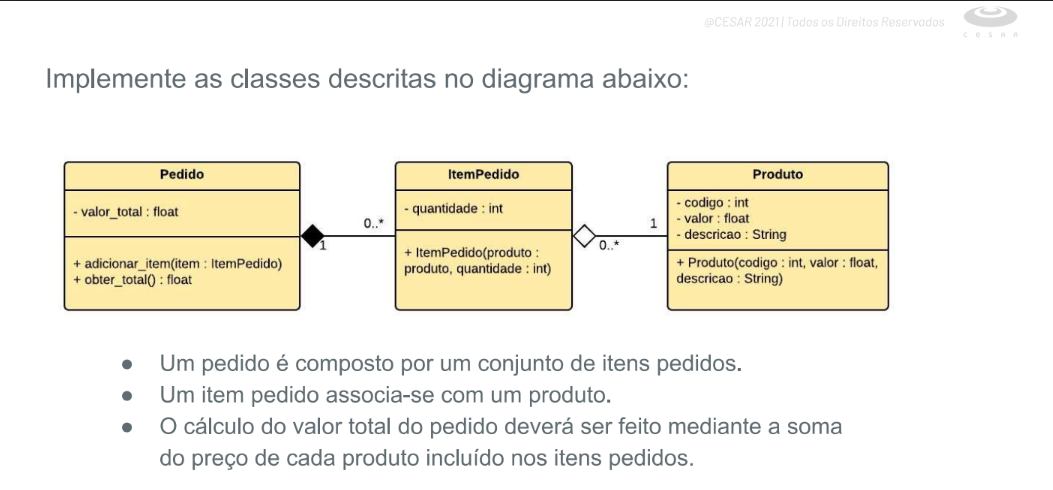 @CESAR 2021 | Todos os Direitos Reservados
CESAR
Implemente as classes descritas no diagrama abaixo:
Pedido
- valor_total : float
+ adicionar_item(item : ItemPedido)
+ obter_total() : float
1
0..*
ItemPedido
- quantidade : int
+ ItemPedido(produto :
produto, quantidade : int)
0..*
1
Produto
- codigo : int
- valor : float
- descricao : String
+ Produto(codigo : int, valor : float,
descricao : String)
● Um pedido é composto por um conjunto de itens pedidos.
● Um item pedido associa-se com um produto.
● O cálculo do valor total do pedido deverá ser feito mediante a soma
do preço de cada produto incluído nos itens pedidos.